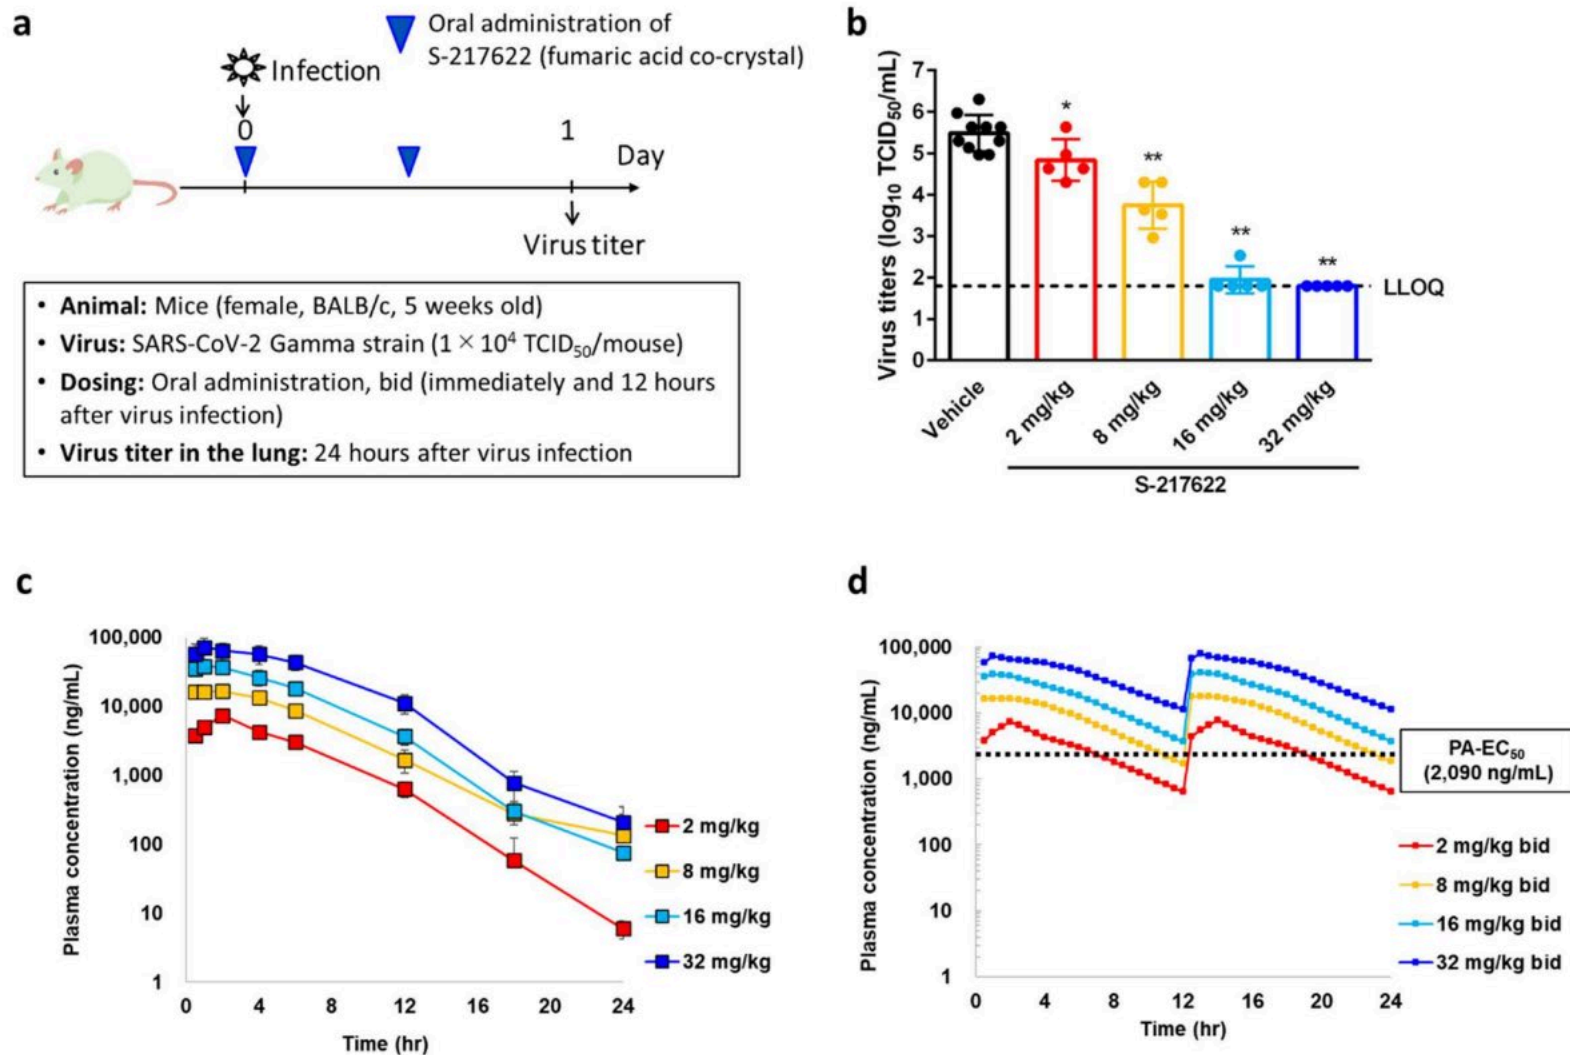 a
Oral administration of
S-217622 (fumaric acid co-crystal)
Infection
0
1
Day
Virus titer
• Animal: Mice (female, BALB/c, 5 weeks old)
• Virus: SARS-CoV-2 Gamma strain (1 × 10⁴ TCID₅₀/mouse)
• Dosing: Oral administration, bid (immediately and 12 hours
after virus infection)
• Virus titer in the lung: 24 hours after virus infection
b
Virus titers (log₁₀ TCID₅₀/mL)
7
6
5
4
3
2
1
0
*
**
**
**
LLOQ
Vehicle
2 mg/kg
8 mg/kg
16 mg/kg
32 mg/kg
S-217622
c
Plasma concentration (ng/mL)
100,000
10,000
1,000
100
10
1
0 4 8 12 16 20 24
Time (hr)
2 mg/kg
8 mg/kg
16 mg/kg
32 mg/kg
d
Plasma concentration (ng/mL)
100,000
10,000
1,000
100
10
1
0 4 8 12 16 20 24
Time (hr)
PA-EC₅₀
(2,090 ng/mL)
2 mg/kg bid
8 mg/kg bid
16 mg/kg bid
32 mg/kg bid